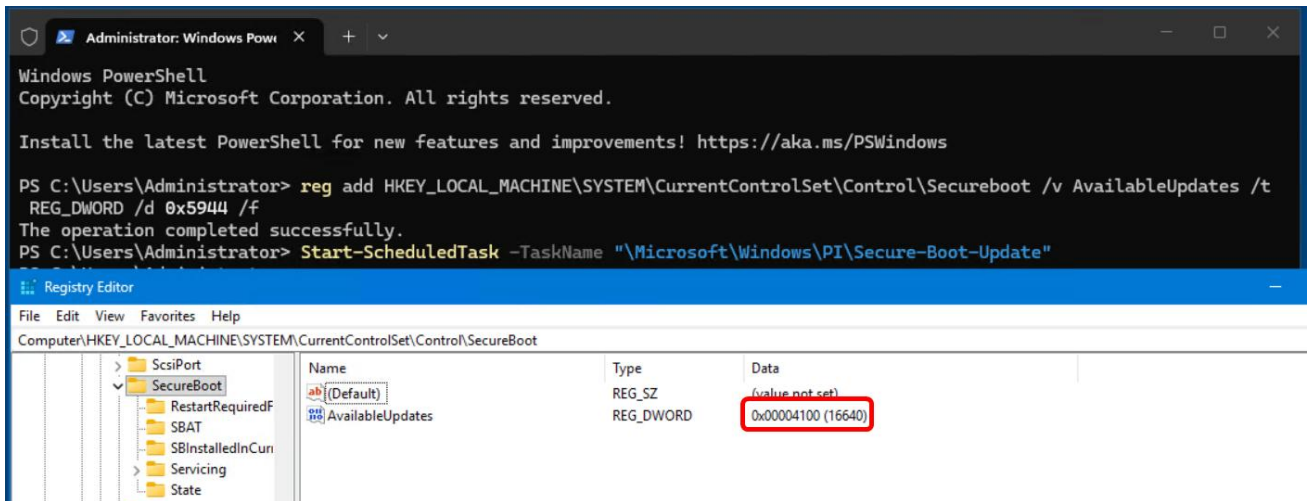 Administrator: Windows Powe
Windows PowerShell
Copyright (C) Microsoft Corporation. All rights reserved.
Install the latest PowerShell for new features and improvements! https://aka.ms/PSWindows
PS C:\Users\Administrator> reg add HKEY_LOCAL_MACHINE\SYSTEM\CurrentControlSet\Control\Secureboot /v AvailableUpdates /t
REG_DWORD /d 0x5944 /f
The operation completed successfully.
PS C:\Users\Administrator> Start-ScheduledTask -TaskName "\Microsoft\Windows\PI\Secure-Boot-Update"
Registry Editor
File Edit View Favorites Help
Computer\HKEY_LOCAL_MACHINE\SYSTEM\CurrentControlSet\Control\SecureBoot
ScsiPort
SecureBoot
RestartRequiredF
SBAT
SBInstalledInCurr
Servicing
State
Name Type Data
(Default) REG_SZ (value not set)
AvailableUpdates REG_DWORD 0x00004100 (16640)